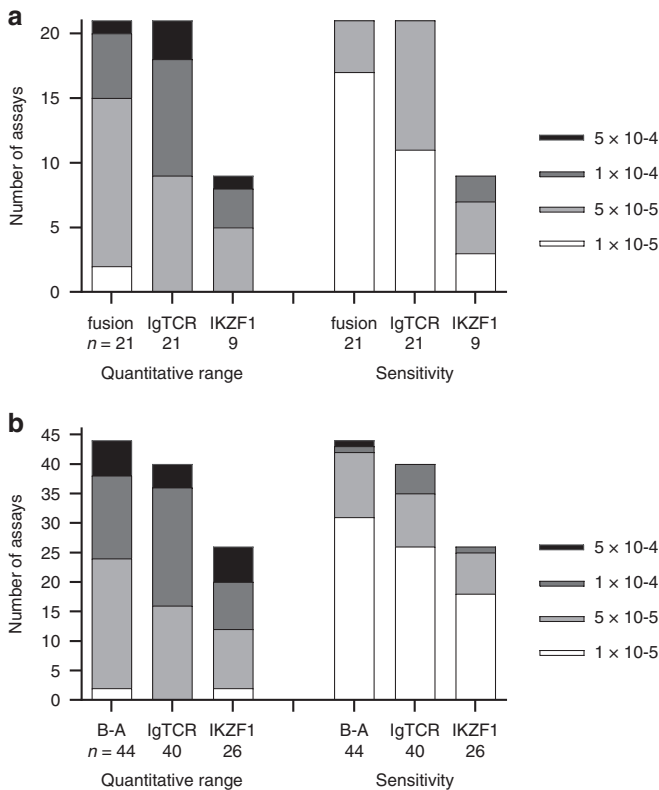 a
Number of assays
20
15
10
5
0
fusion IgTCR IKZF1 fusion IgTCR IKZF1
n = 21 21 9 21 21 9
Quantitative range Sensitivity
5 × 10-4
1 × 10-4
5 × 10-5
1 × 10-5
b
Number of assays
45
40
35
30
25
20
15
10
5
0
B-A IgTCR IKZF1 B-A IgTCR IKZF1
n = 44 40 26 44 40 26
Quantitative range Sensitivity
5 × 10-4
1 × 10-4
5 × 10-5
1 × 10-5